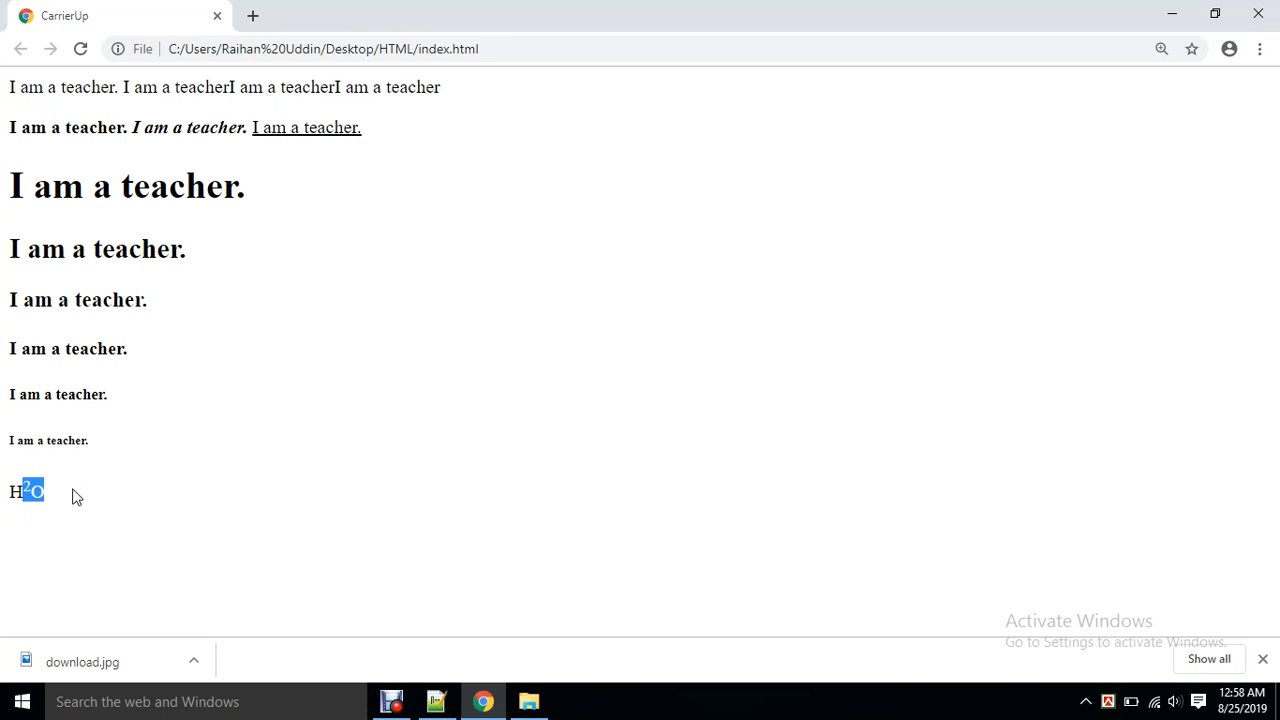 CarrierUp
File
C:/Users/Raihan%20Uddin/Desktop/HTML/index.html
I am a teacher. I am a teacherI am a teacherI am a teacher
I am a teacher. I am a teacher. I am a teacher.
I am a teacher.
I am a teacher.
I am a teacher.
I am a teacher.
I am a teacher.
I am a teacher.
H²O
Activate Windows
Go to Settings to activate Windows.
download.jpg
Show all
Search the web and Windows
12:58 AM
8/25/2019